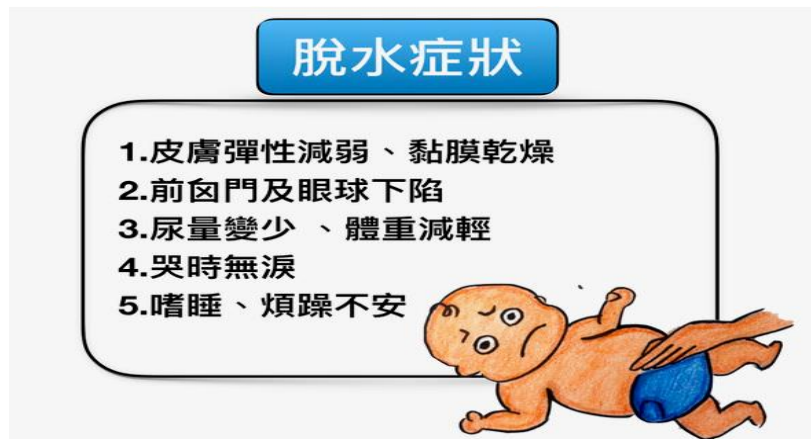 脫水症狀
1.皮膚彈性減弱、黏膜乾燥
2.前囟門及眼球下陷
3.尿量變少 、體重減輕
4.哭時無淚
5.嗜睡、煩躁不安